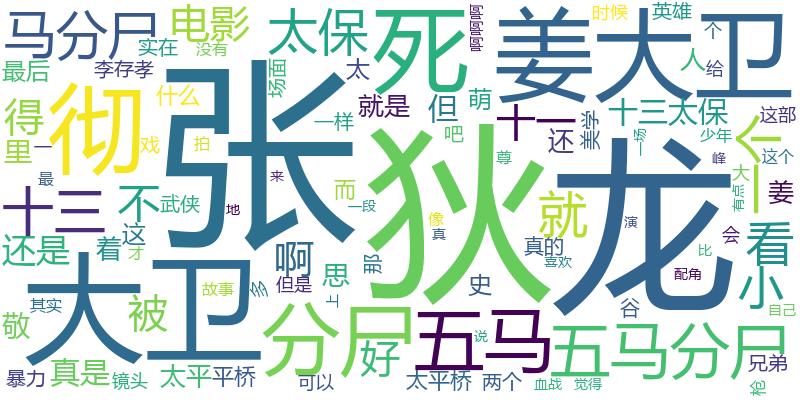 马分尸
电影
太保
死
姜大卫
啊啊啊啊
时候
英雄
个
人
给
实在
没有
最后
李存孝
场面
太
张
彻
什么
得
里
一
戏
拍
就是
但
萌
十一
还
美学
十三太保
一场
少年
这部
个
这个
一样
吧
狄
龙
尊
峰
大
有点
姜
一
十三
不
武侠
而
来
地
最
还是
着
这
才
一段
像
真
就
演
真的
喜欢
比
配角
会
看
小
大卫
啊
思
那
史
谷
自己
但是
上
故事
多
其实
敬
被
分尸
好
五马
说
五马分尸
兄弟
暴力
真是
镜头
太平
平桥
可以
太平桥
两个
血战
觉得
枪